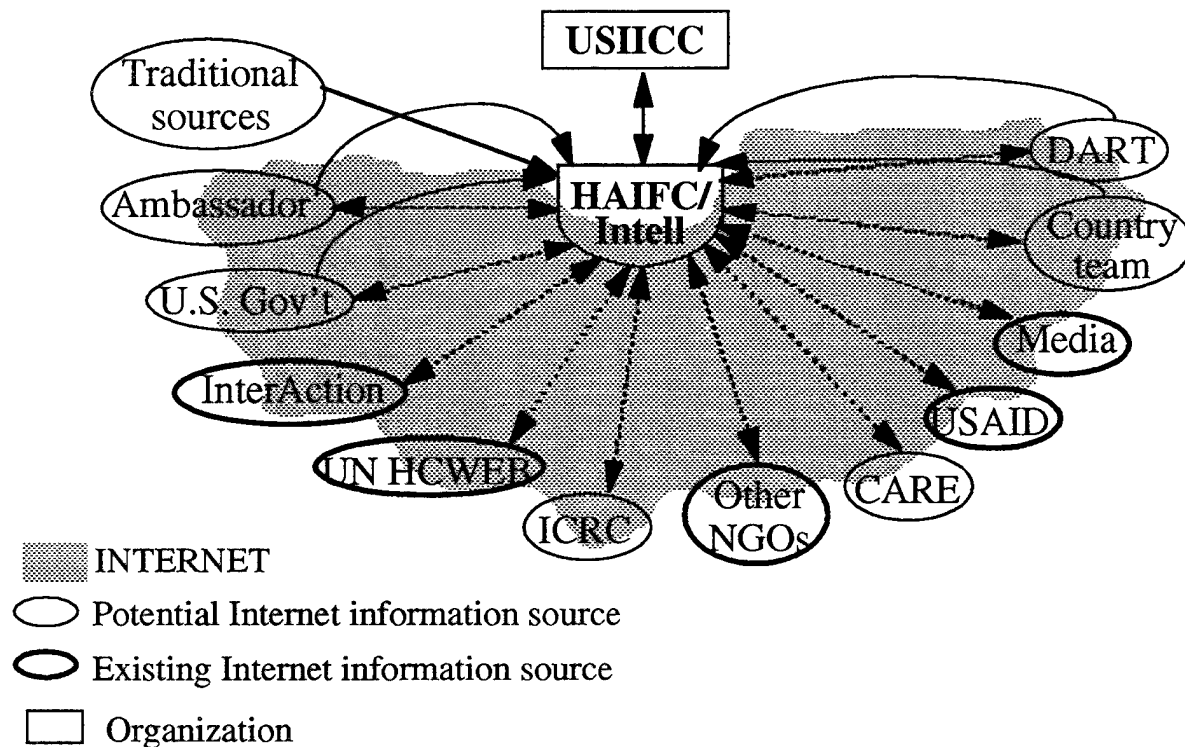 USIICC
Traditional
sources
HAIFC/
Intell
DART
Ambassador
Country
team
U.S. Gov't
Media
InterAction
USAID
UN HCWEB
CARE
Other
NGOs
ICRC
INTERNET
Potential Internet information source
Existing Internet information source
Organization